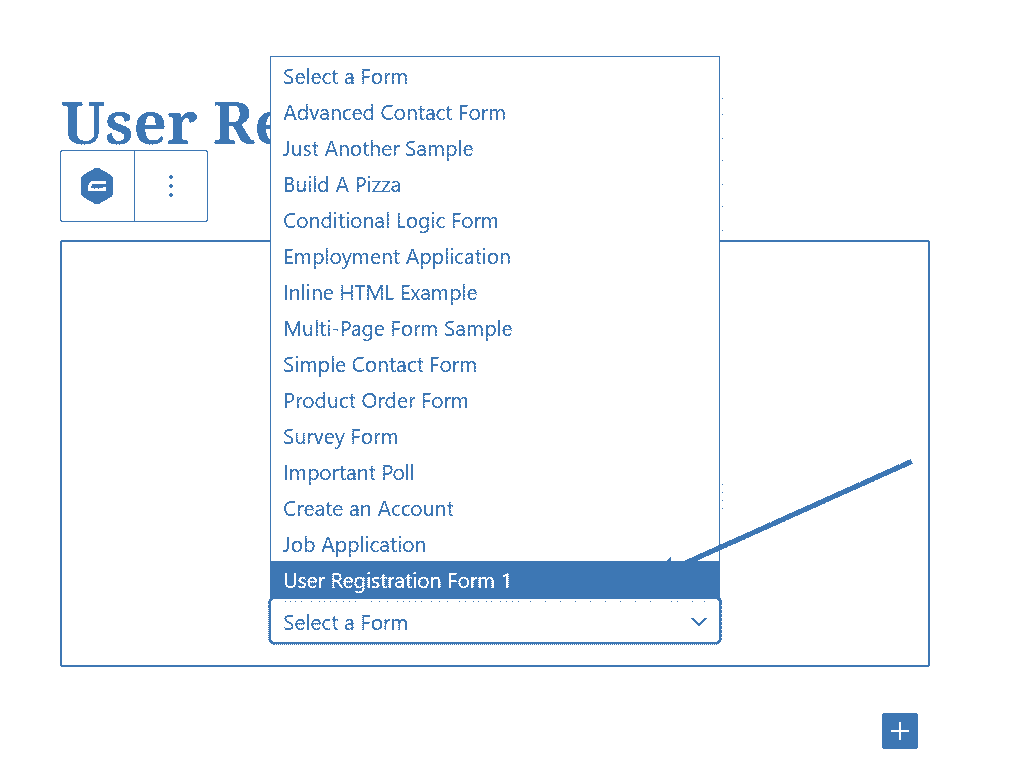 Select a Form
Advanced Contact Form
User Re
Just Another Sample
Build A Pizza
Conditional Logic Form
Employment Application
Inline HTML Example
Multi-Page Form Sample
Simple Contact Form
Product Order Form
Survey Form
Important Poll
Create an Account
Job Application
User Registration Form 1
Select a Form